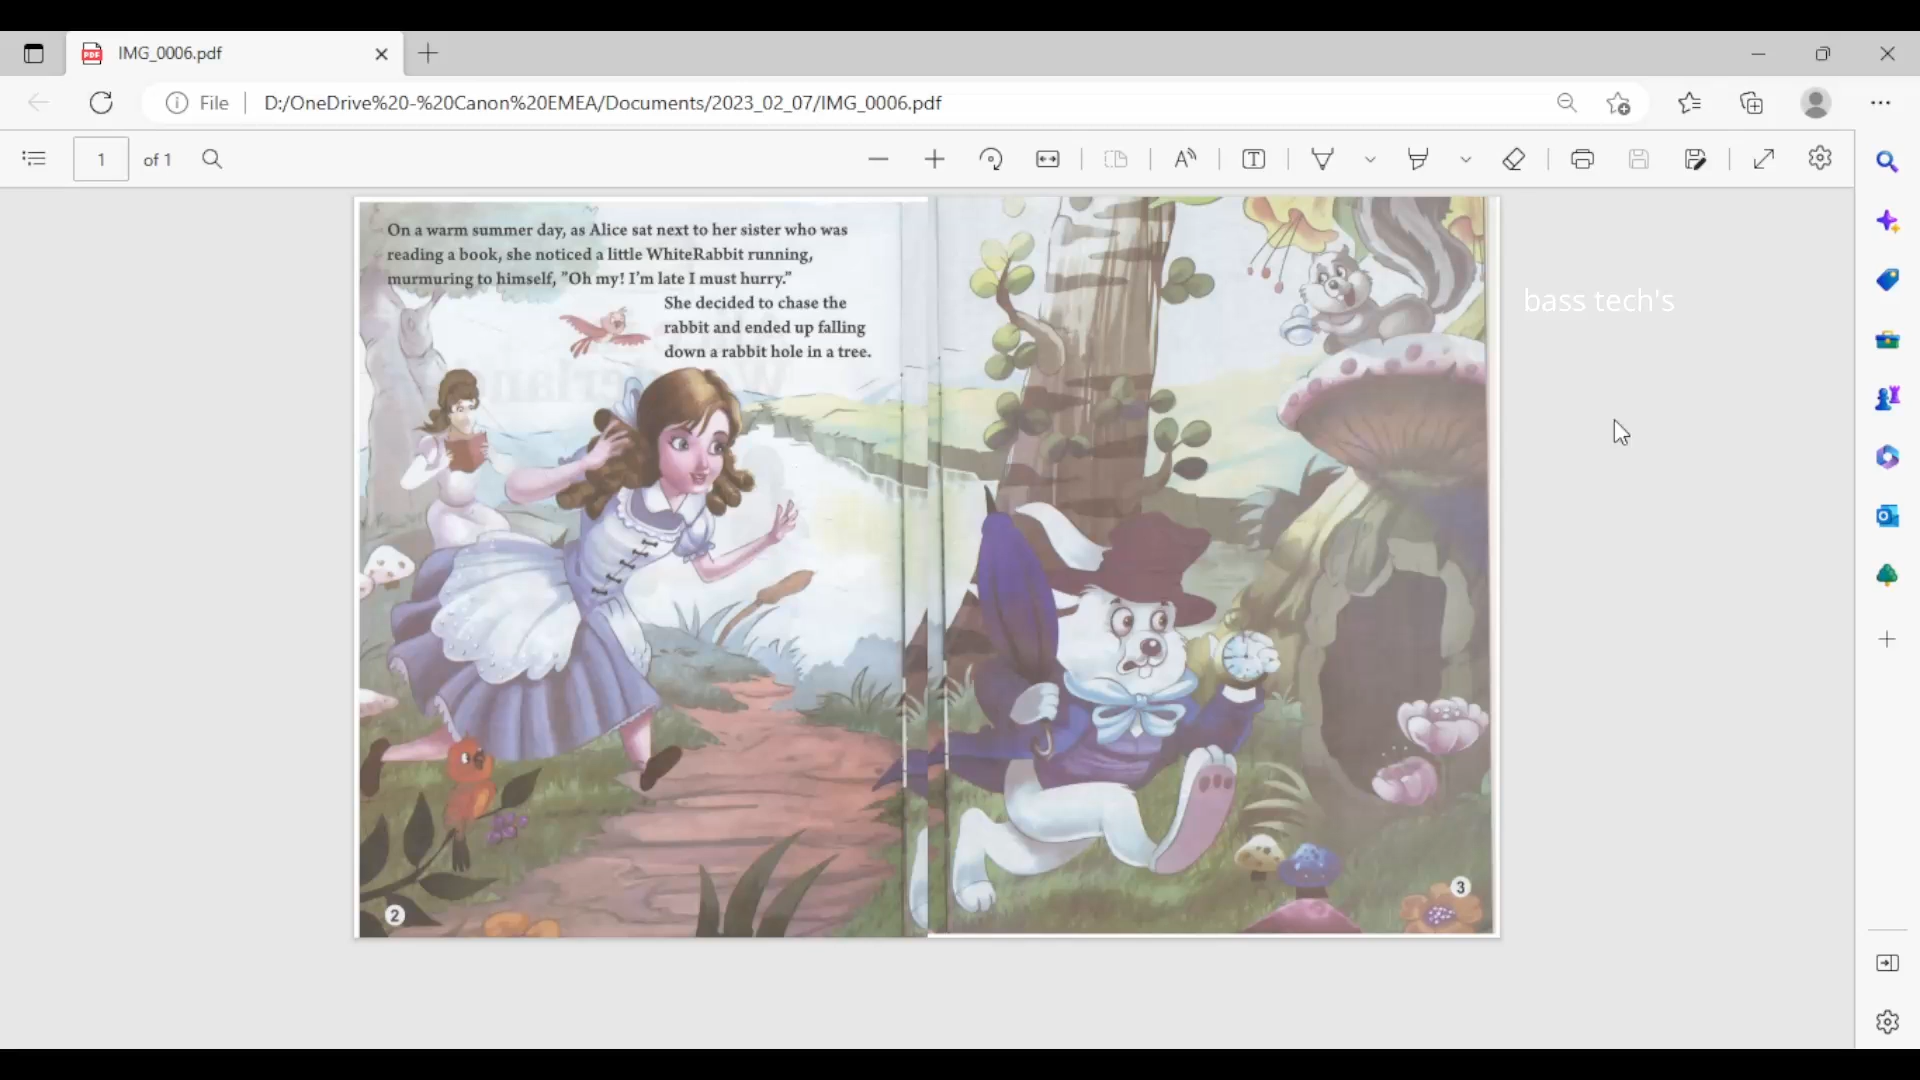 IMG_0006.pdf
File
D:/OneDrive%20-%20Canon%20EMEA/Documents/2023_02_07/IMG_0006.pdf
1 of 1
On a warm summer day, as Alice sat next to her sister who was
reading a book, she noticed a little WhiteRabbit running,
murmuring to himself, ”Oh my! I’m late I must hurry.”
She decided to chase the
rabbit and ended up falling
down a rabbit hole in a tree.
bass tech's
2
3